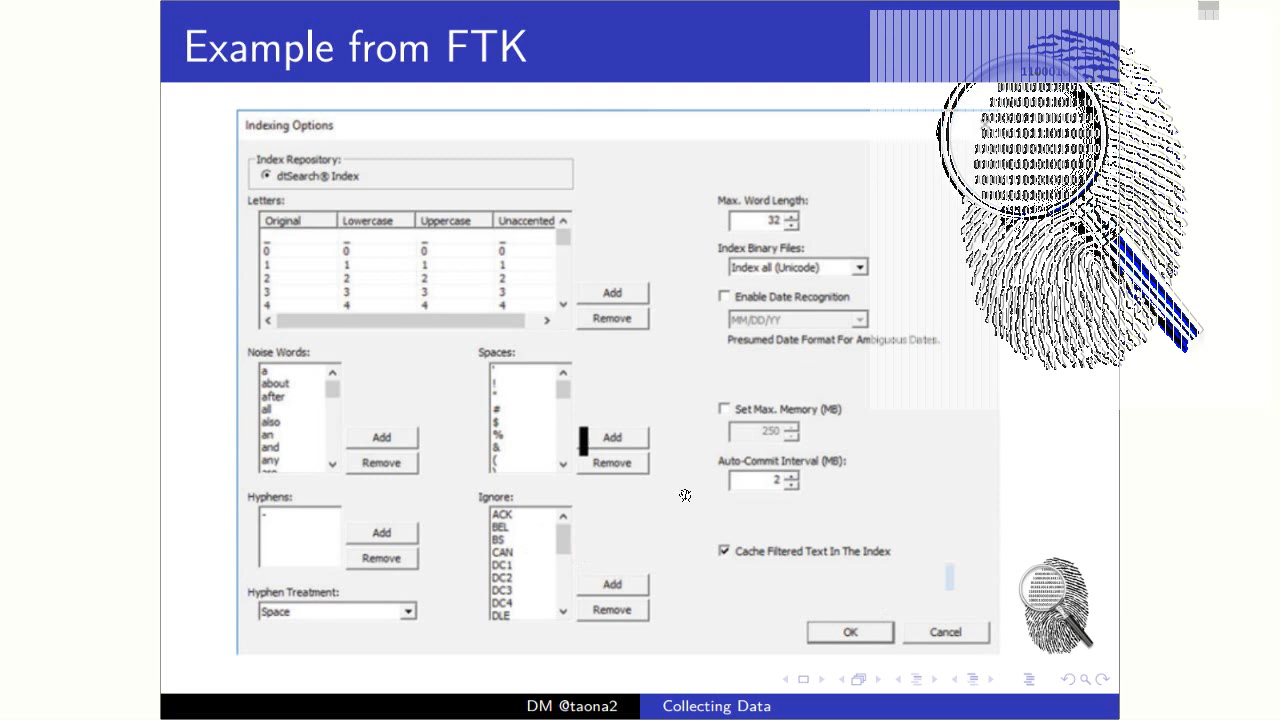 Example from FTK
Indexing Options
Index Repository:
dtSearch® Index
Letters:
Original Lowercase Uppercase Unaccented
_ _ _ _
0 0 0 0
1 1 1 1
2 2 2 2
3 3 3 3
4 4 4 4
Add
Remove
Max. Word Length:
32
Index Binary Files:
Index all (Unicode)
Enable Date Recognition
MM/DD/YY
Presumed Date Format For Ambiguous Dates.
Noise Words:
a
about
after
all
also
an
and
any
Add
Remove
Spaces:
'
!
"
#
$
%
&
(
Add
Remove
Set Max. Memory (MB)
250
Auto-Commit Interval (MB):
2
Hyphens:
-
Add
Remove
Hyphen Treatment:
Space
Ignore:
ACK
BEL
BS
CAN
DC1
DC2
DC3
DC4
DLE
Add
Remove
Cache Filtered Text In The Index
OK Cancel
DM @taona2 Collecting Data